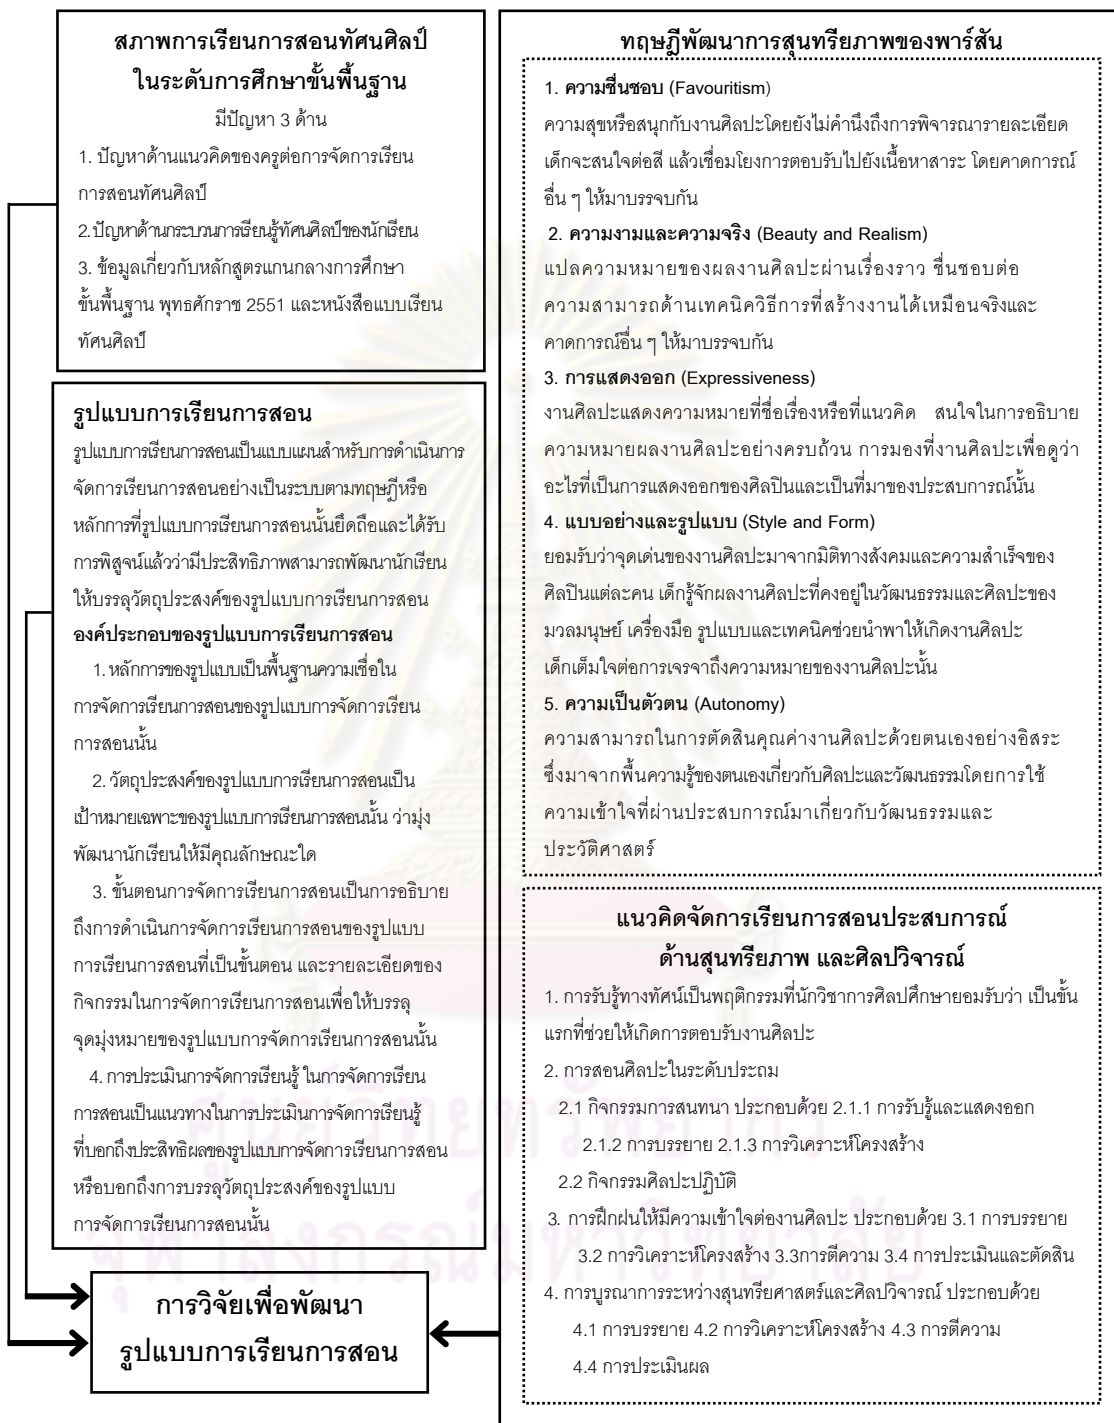 สภาพการเรียนการสอนทัศนศิลป์
ในระดับการศึกษาขั้นพื้นฐาน
มีปัญหา 3 ด้าน
1. ปัญหาด้านแนวคิดของครูต่อการจัดการเรียน
การสอนทัศนศิลป์
2. ปัญหาด้านกระบวนการเรียนรู้ทัศนศิลป์ของนักเรียน
3. ข้อมูลเกี่ยวกับหลักสูตรแกนกลางการศึกษา
ขั้นพื้นฐาน พุทธศักราช 2551 และหนังสือแบบเรียน
ทัศนศิลป์
รูปแบบการเรียนการสอน
รูปแบบการเรียนการสอนเป็นแบบแผนสำหรับการดำเนินการ
จัดการเรียนการสอนอย่างเป็นระบบตามทฤษฎีหรือ
หลักการที่รูปแบบการเรียนการสอนนั้นยึดถือและได้รับ
การพิสูจน์แล้วว่ามีประสิทธิภาพสามารถพัฒนานักเรียน
ให้บรรลุวัตถุประสงค์ของรูปแบบการเรียนการสอน
องค์ประกอบของรูปแบบการเรียนการสอน
1. หลักการของรูปแบบเป็นพื้นฐานความเชื่อใน
การจัดการเรียนการสอนของรูปแบบการจัดการเรียน
การสอนนั้น
2. วัตถุประสงค์ของรูปแบบการเรียนการสอนเป็น
เป้าหมายเฉพาะของรูปแบบการเรียนการสอนนั้น ว่ามุ่ง
พัฒนานักเรียนให้มีคุณลักษณะใด
3. ขั้นตอนการจัดการเรียนการสอนเป็นการอธิบาย
ถึงการดำเนินการจัดการเรียนการสอนของรูปแบบ
การเรียนการสอนที่เป็นขั้นตอน และรายละเอียดของ
กิจกรรมในการจัดการเรียนการสอนเพื่อให้บรรลุ
จุดมุ่งหมายของรูปแบบการจัดการเรียนการสอนนั้น
4. การประเมินการจัดการเรียนรู้ ในการจัดการเรียน
การสอนเป็นแนวทางในการประเมินการจัดการเรียนรู้
ที่บอกถึงประสิทธิผลของรูปแบบการจัดการเรียนการสอน
หรือบอกถึงการบรรลุวัตถุประสงค์ของรูปแบบ
การจัดการเรียนการสอนนั้น
การวิจัยเพื่อพัฒนา
รูปแบบการเรียนการสอน
ทฤษฎีพัฒนาการสุนทรียภาพของพาร์สัน
1. ความชื่นชอบ (Favouritism)
ความสุขหรือสนุกกับงานศิลปะโดยยังไม่คำนึงถึงการพิจารณารายละเอียด
เด็กจะสนใจต่อสี แล้วเชื่อมโยงการตอบรับไปยังเนื้อหาสาระ โดยคาดการณ์
อื่น ๆ ให้มาบรรจบกัน
2. ความงามและความจริง (Beauty and Realism)
แปลความหมายของผลงานศิลปะผ่านเรื่องราว ชื่นชอบต่อ
ความสามารถด้านเทคนิควิธีการที่สร้างงานได้เหมือนจริงและ
คาดการณ์อื่น ๆ ให้มาบรรจบกัน
3. การแสดงออก (Expressiveness)
งานศิลปะแสดงความหมายที่ชื่อเรื่องหรือที่แนวคิด สนใจในการอธิบาย
ความหมายผลงานศิลปะอย่างครบถ้วน การมองที่งานศิลปะเพื่อดูว่า
อะไรที่เป็นการแสดงออกของศิลปินและเป็นที่มาของประสบการณ์นั้น
4. แบบอย่างและรูปแบบ (Style and Form)
ยอมรับว่าจุดเด่นของงานศิลปะมาจากมิติทางสังคมและความสำเร็จของ
ศิลปินแต่ละคน เด็กรู้จักผลงานศิลปะที่คงอยู่ในวัฒนธรรมและศิลปะของ
มวลมนุษย์ เครื่องมือ รูปแบบและเทคนิคช่วยนำพาให้เกิดงานศิลปะ
เด็กเต็มใจต่อการเจรจาถึงความหมายของงานศิลปะนั้น
5. ความเป็นตัวตน (Autonomy)
ความสามารถในการตัดสินคุณค่างานศิลปะด้วยตนเองอย่างอิสระ
ซึ่งมาจากพื้นความรู้ของตนเองเกี่ยวกับศิลปะและวัฒนธรรมโดยการใช้
ความเข้าใจที่ผ่านประสบการณ์มาเกี่ยวกับวัฒนธรรมและ
ประวัติศาสตร์
แนวคิดจัดการเรียนการสอนประสบการณ์
ด้านสุนทรียภาพ และศิลปวิจารณ์
1. การรับรู้ทางทัศน์เป็นพฤติกรรมที่นักวิชาการศิลปศึกษายอมรับว่า เป็นขั้น
แรกที่ช่วยให้เกิดการตอบรับงานศิลปะ
2. การสอนศิลปะในระดับประถม
2.1 กิจกรรมการสนทนา ประกอบด้วย 2.1.1 การรับรู้และแสดงออก
2.1.2 การบรรยาย 2.1.3 การวิเคราะห์โครงสร้าง
2.2 กิจกรรมศิลปะปฏิบัติ
3. การฝึกฝนให้มีความเข้าใจต่องานศิลปะ ประกอบด้วย 3.1 การบรรยาย
3.2 การวิเคราะห์โครงสร้าง 3.3การตีความ 3.4 การประเมินและตัดสิน
4. การบูรณาการระหว่างสุนทรียศาสตร์และศิลปวิจารณ์ ประกอบด้วย
4.1 การบรรยาย 4.2 การวิเคราะห์โครงสร้าง 4.3 การตีความ
4.4 การประเมินผล
ศูนย์วิทยทรัพยากร
จุฬาลงกรณ์มหาวิทยาลัย